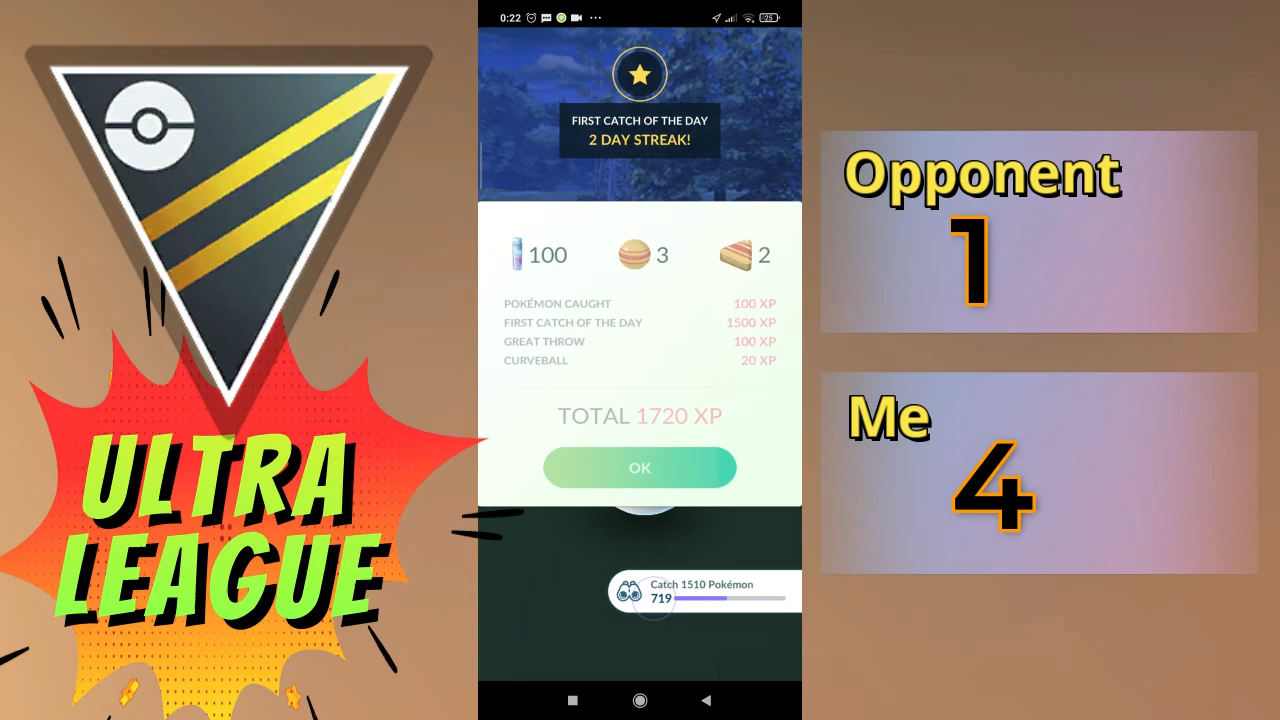 ULTRA
LEAGUE
0:22
25
FIRST CATCH OF THE DAY
2 DAY STREAK!
100 3 2
POKÉMON CAUGHT 100 XP
FIRST CATCH OF THE DAY 1500 XP
GREAT THROW 100 XP
CURVEBALL 20 XP
TOTAL 1720 XP
OK
Catch 1510 Pokémon
719
Opponent
1
Me
4